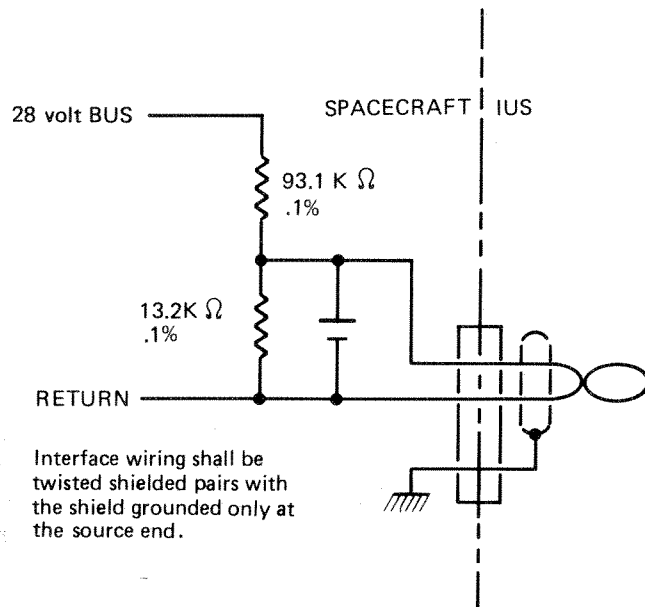 SPACECRAFT IUS
28 volt BUS
93.1 K Ω
.1%
13.2K Ω
.1%
RETURN
Interface wiring shall be
twisted shielded pairs with
the shield grounded only at
the source end.